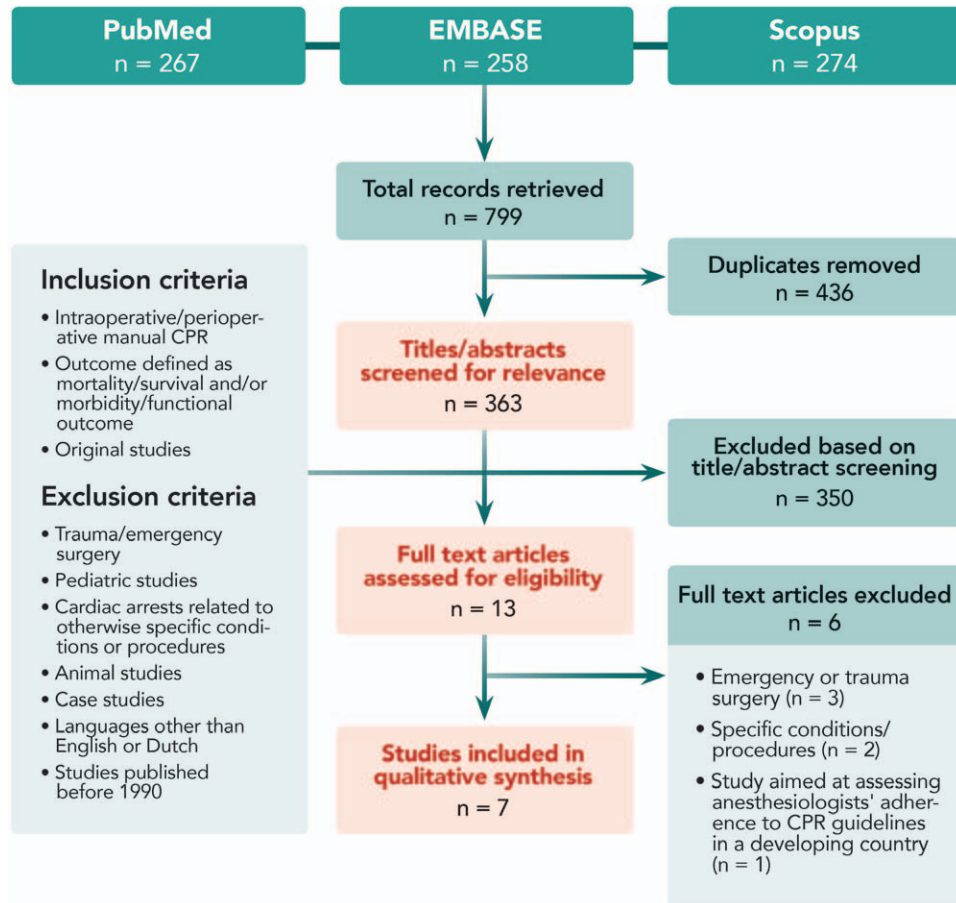 PubMed
n = 267
EMBASE
n = 258
Scopus
n = 274
Total records retrieved
n = 799
Duplicates removed
n = 436
Inclusion criteria
• Intraoperative/perioper-
ative manual CPR
• Outcome defined as
mortality/survival and/or
morbidity/functional
outcome
• Original studies
Exclusion criteria
• Trauma/emergency
surgery
• Pediatric studies
• Cardiac arrests related to
otherwise specific condi-
tions or procedures
• Animal studies
• Case studies
• Languages other than
English or Dutch
• Studies published
before 1990
Titles/abstracts
screened for relevance
n = 363
Excluded based on
title/abstract screening
n = 350
Full text articles
assessed for eligibility
n = 13
Full text articles excluded
n = 6
• Emergency or trauma
surgery (n = 3)
• Specific conditions/
procedures (n = 2)
• Study aimed at assessing
anesthesiologists' adher-
ence to CPR guidelines
in a developing country
(n = 1)
Studies included in
qualitative synthesis
n = 7